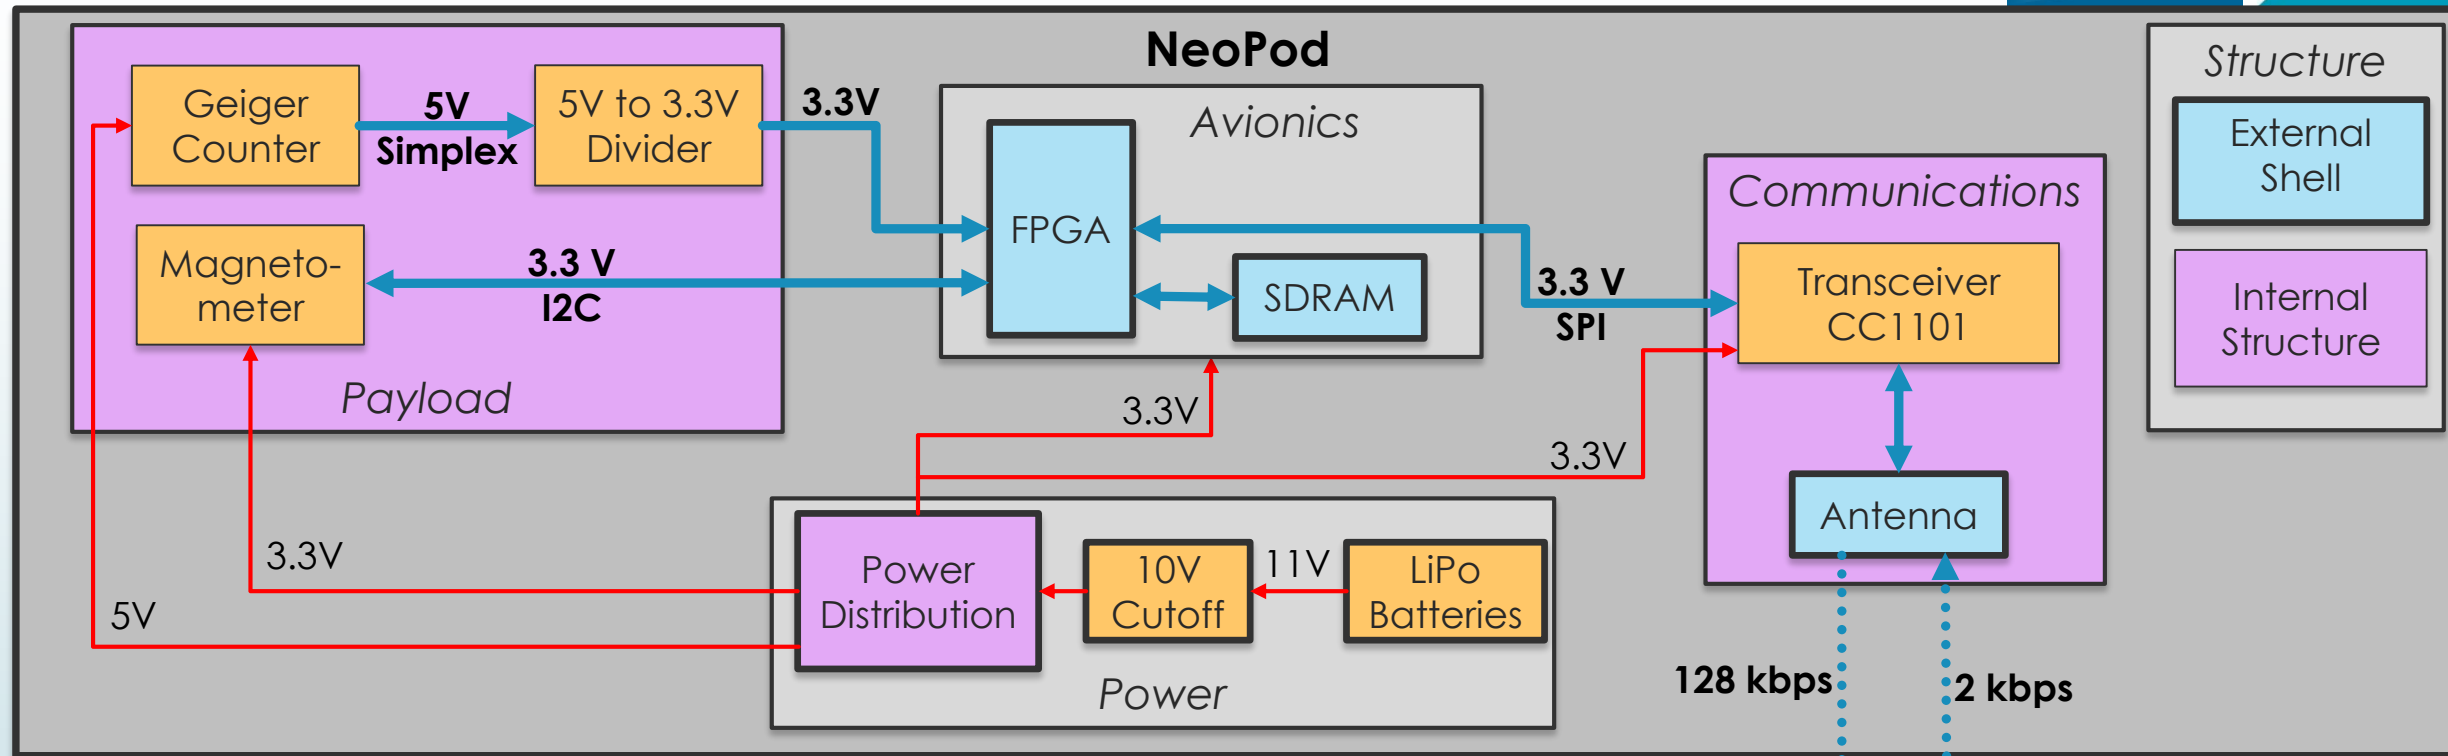 NeoPod
Geiger
Counter
5V
Simplex
5V to 3.3V
Divider
3.3V
Magneto-
meter
3.3 V
I2C
Payload
Avionics
FPGA
SDRAM
3.3 V
SPI
Communications
Transceiver
CC1101
Antenna
Structure
External
Shell
Internal
Structure
3.3V
3.3V
3.3V
5V
Power
Distribution
10V
Cutoff
11V
LiPo
Batteries
Power
128 kbps
2 kbps